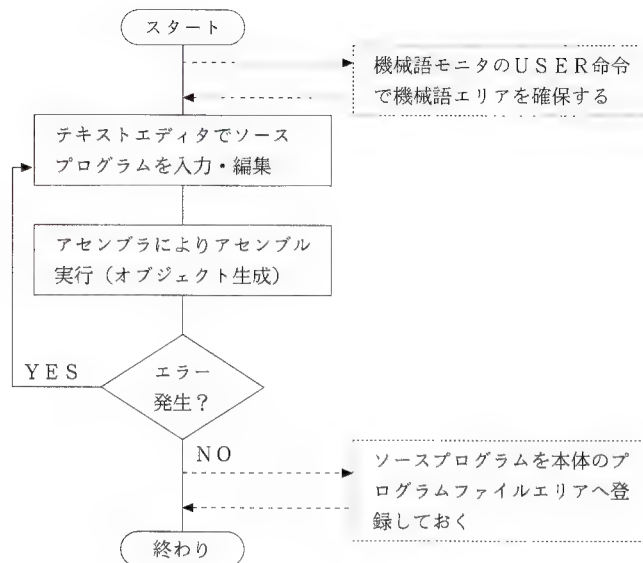 スタート
機械語モニタのＵＳＥＲ命令
で機械語エリアを確保する
テキストエディタでソース
プログラムを入力・編集
アセンブラによりアセンブル
実行（オブジェクト生成）
ＹＥＳ
エラー
発生？
ＮＯ
ソースプログラムを本体のプ
ログラムファイルエリアへ登
録しておく
終わり